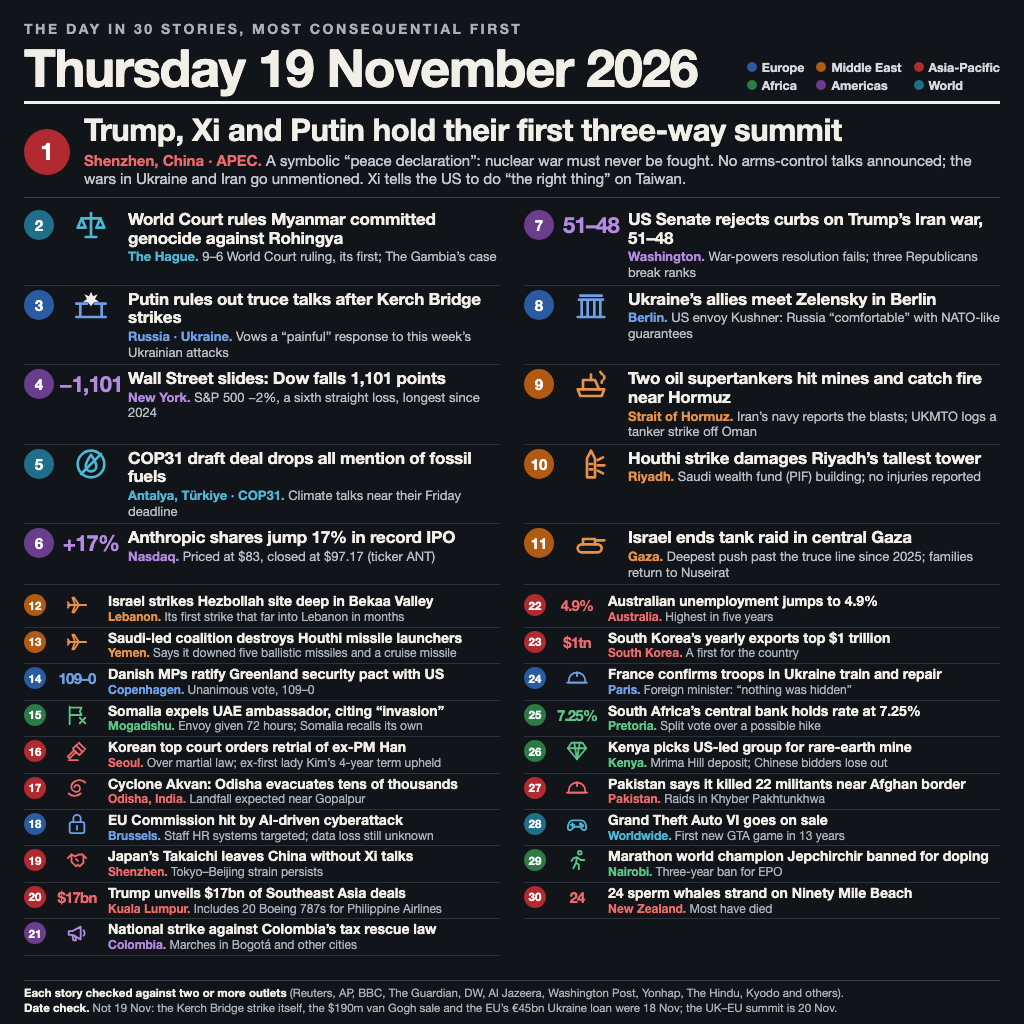 THE DAY IN 30 STORIES, MOST CONSEQUENTIAL FIRST
Thursday 19 November 2026
Europe
Middle East
Asia-Pacific
Africa
Americas
World
1
Trump, Xi and Putin hold their first three-way summit
Shenzhen, China · APEC. A symbolic “peace declaration”: nuclear war must never be fought. No arms-control talks announced; the
wars in Ukraine and Iran go unmentioned. Xi tells the US to do “the right thing” on Taiwan.
2
World Court rules Myanmar committed
genocide against Rohingya
The Hague. 9–6 World Court ruling, its first; The Gambia’s case
3
Putin rules out truce talks after Kerch Bridge
strikes
Russia · Ukraine. Vows a “painful” response to this week’s
Ukrainian attacks
4
−1,101
Wall Street slides: Dow falls 1,101 points
New York. S&P 500 −2%, a sixth straight loss, longest since
2024
5
COP31 draft deal drops all mention of fossil
fuels
Antalya, Türkiye · COP31. Climate talks near their Friday
deadline
6
+17%
Anthropic shares jump 17% in record IPO
Nasdaq. Priced at $83, closed at $97.17 (ticker ANT)
7
51–48
US Senate rejects curbs on Trump’s Iran war,
51–48
Washington. War-powers resolution fails; three Republicans
break ranks
8
Ukraine’s allies meet Zelensky in Berlin
Berlin. US envoy Kushner: Russia “comfortable” with NATO-like
guarantees
9
Two oil supertankers hit mines and catch fire
near Hormuz
Strait of Hormuz. Iran’s navy reports the blasts; UKMTO logs a
tanker strike off Oman
10
Houthi strike damages Riyadh’s tallest tower
Riyadh. Saudi wealth fund (PIF) building; no injuries reported
11
Israel ends tank raid in central Gaza
Gaza. Deepest push past the truce line since 2025; families
return to Nuseirat
12
Israel strikes Hezbollah site deep in Bekaa Valley
Lebanon. Its first strike that far into Lebanon in months
13
Saudi-led coalition destroys Houthi missile launchers
Yemen. Says it downed five ballistic missiles and a cruise missile
14
109–0
Danish MPs ratify Greenland security pact with US
Copenhagen. Unanimous vote, 109–0
15
Somalia expels UAE ambassador, citing “invasion”
Mogadishu. Envoy given 72 hours; Somalia recalls its own
16
Korean top court orders retrial of ex-PM Han
Seoul. Over martial law; ex-first lady Kim’s 4-year term upheld
17
Cyclone Akvan: Odisha evacuates tens of thousands
Odisha, India. Landfall expected near Gopalpur
18
EU Commission hit by AI-driven cyberattack
Brussels. Staff HR systems targeted; data loss still unknown
19
Japan’s Takaichi leaves China without Xi talks
Shenzhen. Tokyo–Beijing strain persists
20
$17bn
Trump unveils $17bn of Southeast Asia deals
Kuala Lumpur. Includes 20 Boeing 787s for Philippine Airlines
21
National strike against Colombia’s tax rescue law
Colombia. Marches in Bogotá and other cities
22
4.9%
Australian unemployment jumps to 4.9%
Australia. Highest in five years
23
$1tn
South Korea’s yearly exports top $1 trillion
South Korea. A first for the country
24
France confirms troops in Ukraine train and repair
Paris. Foreign minister: “nothing was hidden”
25
7.25%
South Africa’s central bank holds rate at 7.25%
Pretoria. Split vote over a possible hike
26
Kenya picks US-led group for rare-earth mine
Kenya. Mrima Hill deposit; Chinese bidders lose out
27
Pakistan says it killed 22 militants near Afghan border
Pakistan. Raids in Khyber Pakhtunkhwa
28
Grand Theft Auto VI goes on sale
Worldwide. First new GTA game in 13 years
29
Marathon world champion Jepchirchir banned for doping
Nairobi. Three-year ban for EPO
30
24
24 sperm whales strand on Ninety Mile Beach
New Zealand. Most have died
Each story checked against two or more outlets (Reuters, AP, BBC, The Guardian, DW, Al Jazeera, Washington Post, Yonhap, The Hindu, Kyodo and others).
Date check. Not 19 Nov: the Kerch Bridge strike itself, the $190m van Gogh sale and the EU’s €45bn Ukraine loan were 18 Nov; the UK–EU summit is 20 Nov.